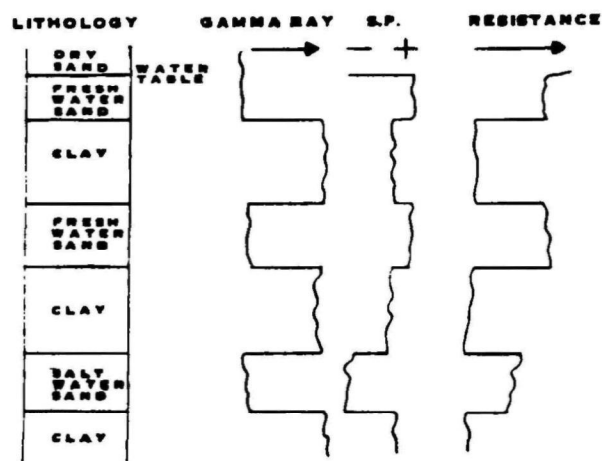 LITHOLOGY GAMMA RAY S.P. RESISTANCE
− +
DRY
SAND
WATER
TABLE
FRESH
WATER
SAND
CLAY
FRESH
WATER
SAND
CLAY
SALT
WATER
SAND
CLAY